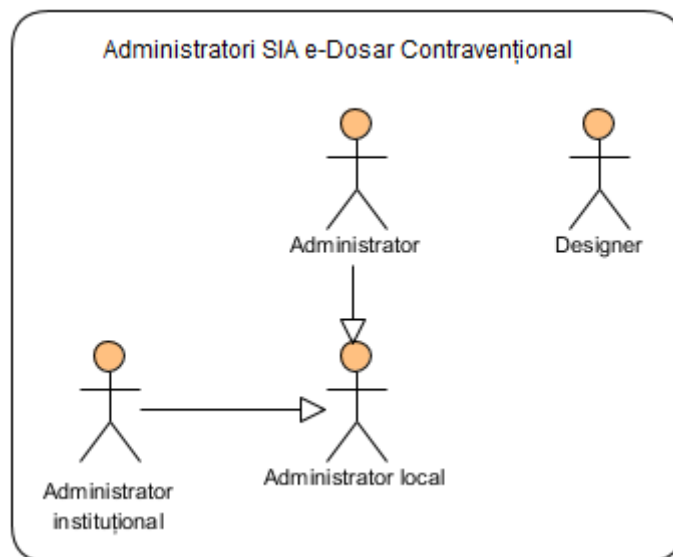 Administratori SIA e-Dosar Contravențional
Administrator
Designer
Administrator local
Administrator
instituțional